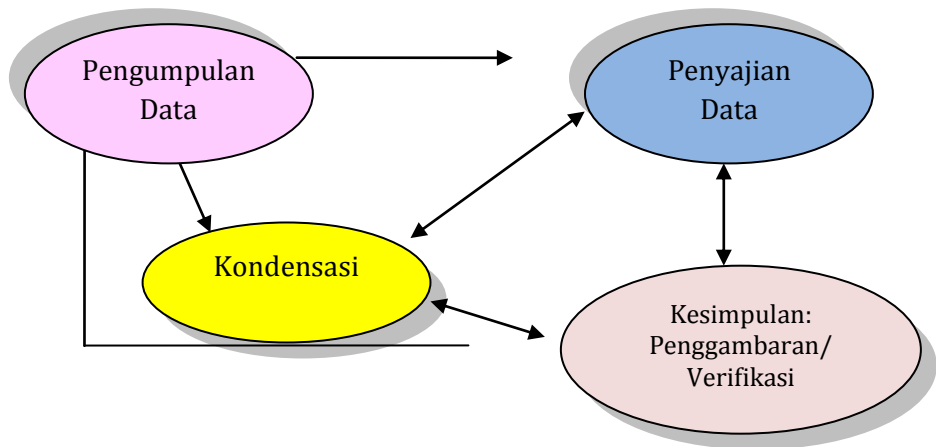 Pengumpulan
Data
Penyajian
Data
Kondensasi
Kesimpulan:
Penggambaran/
Verifikasi